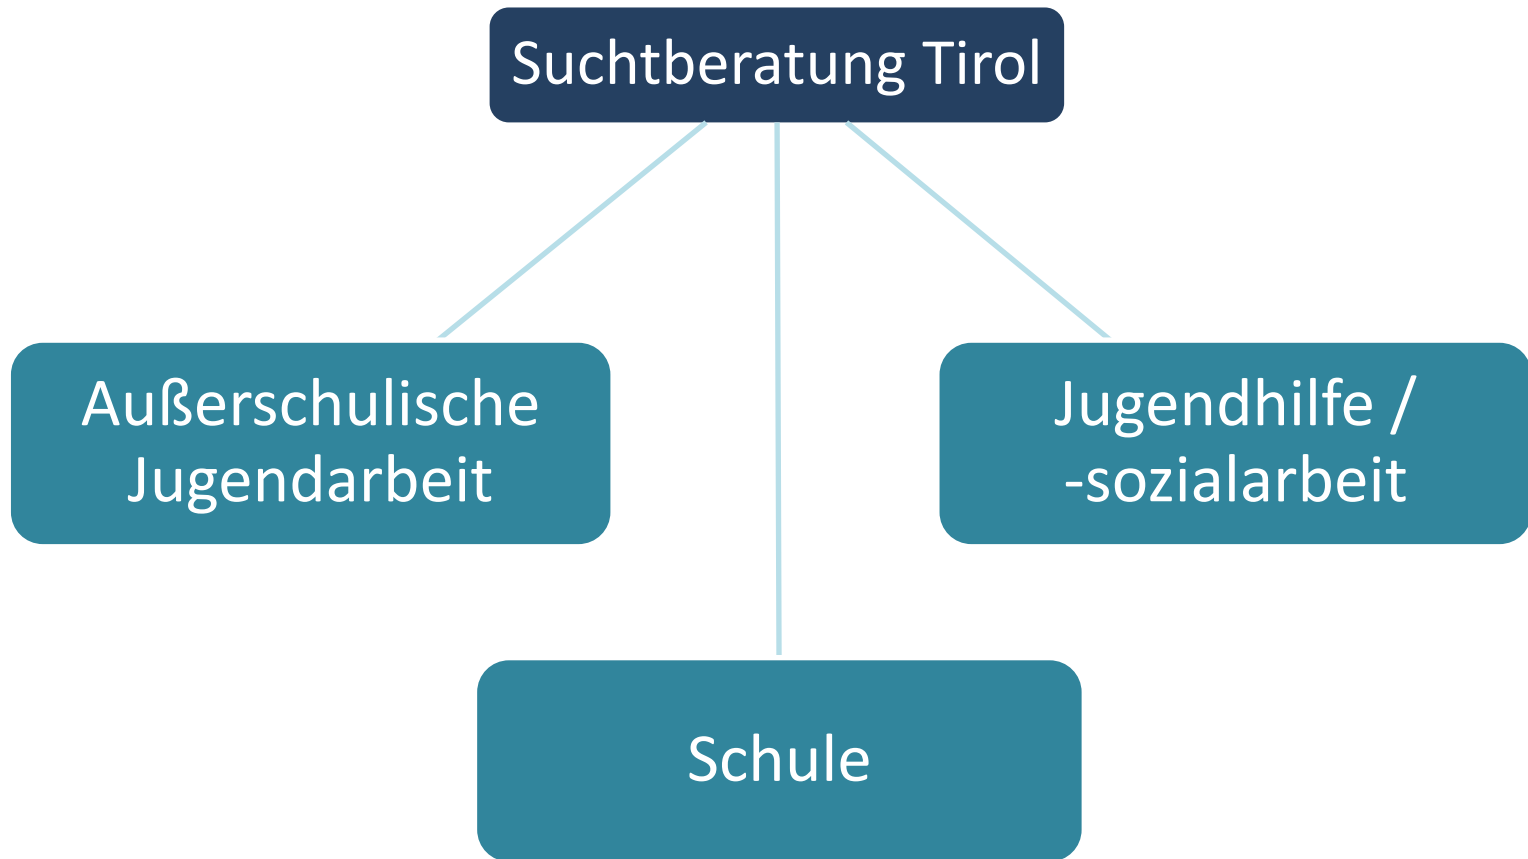 Suchtberatung Tirol
Außerschulische
Jugendarbeit
Jugendhilfe /
-sozialarbeit
Schule